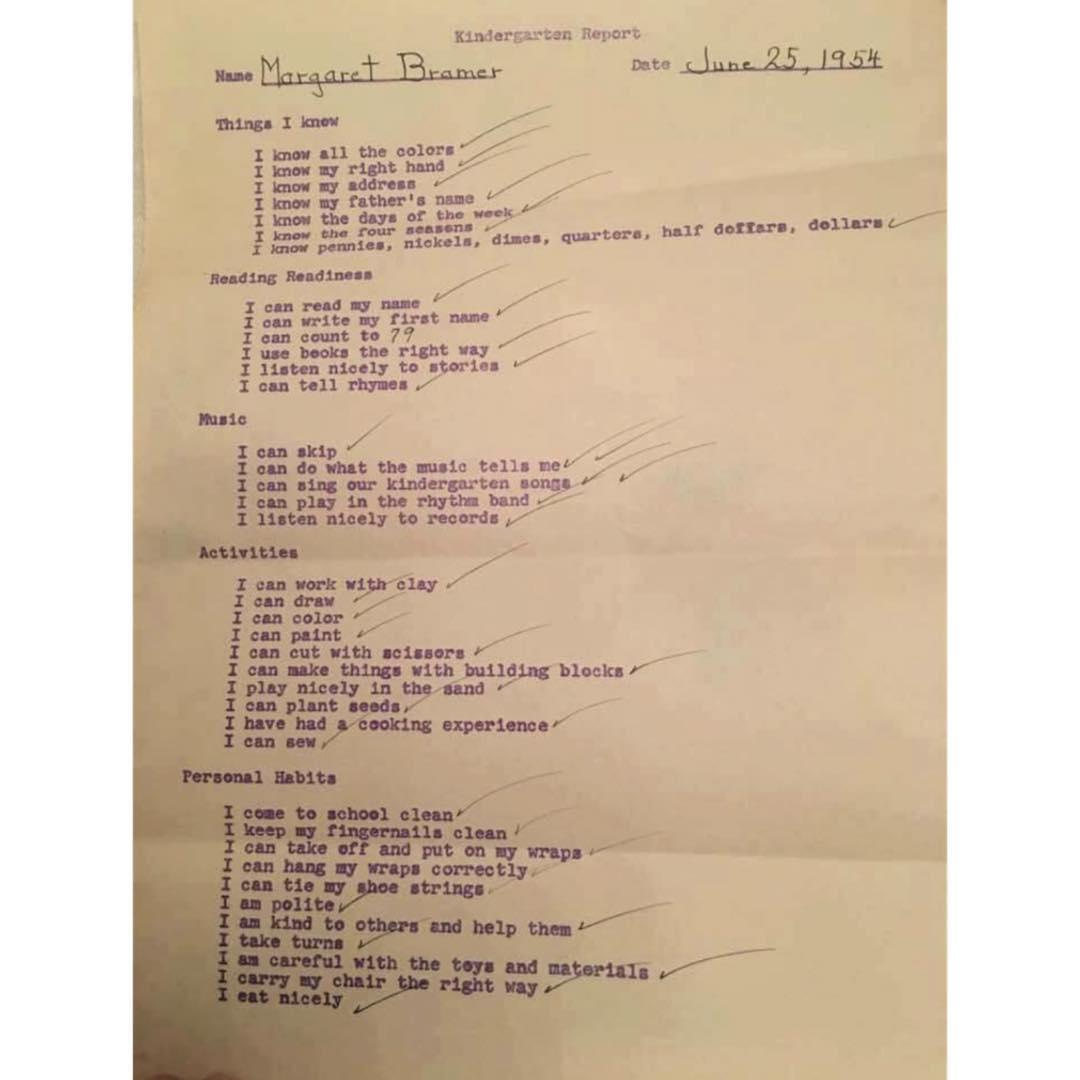 Kindergarten Report
Name Margaret Bramer Date June 25, 1954
Things I know
I know all the colors
I know my right hand
I know my address
I know my father's name
I know the days of the week
I know the four seasons
I know pennies, nickels, dimes, quarters, half doffars, dollars
Reading Readiness
I can read my name
I can write my first name
I can count to 79
I use books the right way
I listen nicely to stories
I can tell rhymes
Music
I can skip
I can do what the music tells me
I can sing our kindergarten songs
I can play in the rhythm band
I listen nicely to records
Activities
I can work with clay
I can draw
I can color
I can paint
I can cut with scissors
I can make things with building blocks
I play nicely in the sand
I can plant seeds
I have had a cooking experience
I can sew
Personal Habits
I come to school clean
I keep my fingernails clean
I can take off and put on my wraps
I can hang my wraps correctly
I can tie my shoe strings
I am polite
I am kind to others and help them
I take turns
I am careful with the toys and materials
I carry my chair the right way
I eat nicely